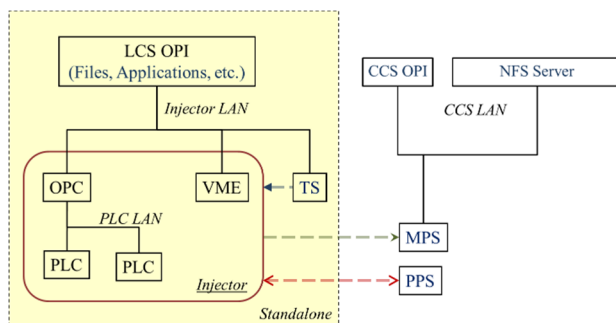 LCS OPI
(Files, Applications, etc.)
CCS OPI
NFS Server
Injector LAN
CCS LAN
OPC
VME
TS
PLC LAN
MPS
PLC
PLC
PPS
Injector
Standalone